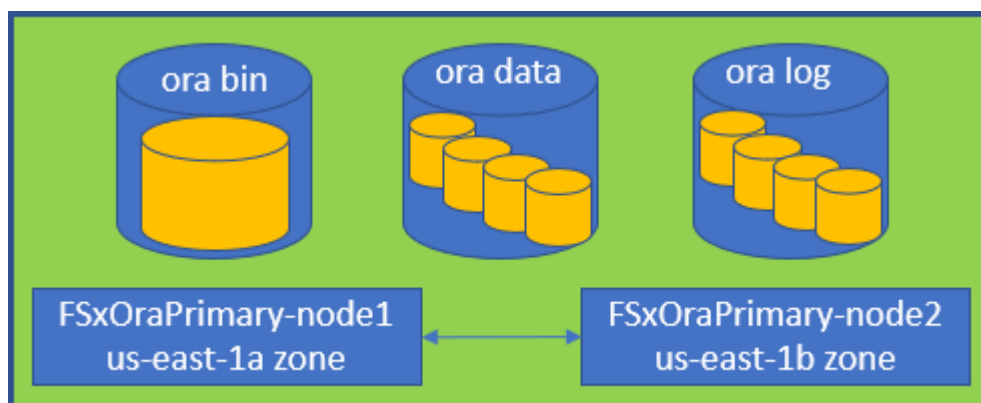 ora bin
ora data
ora log
FSxOraPrimary-node1
us-east-1a zone
FSxOraPrimary-node2
us-east-1b zone